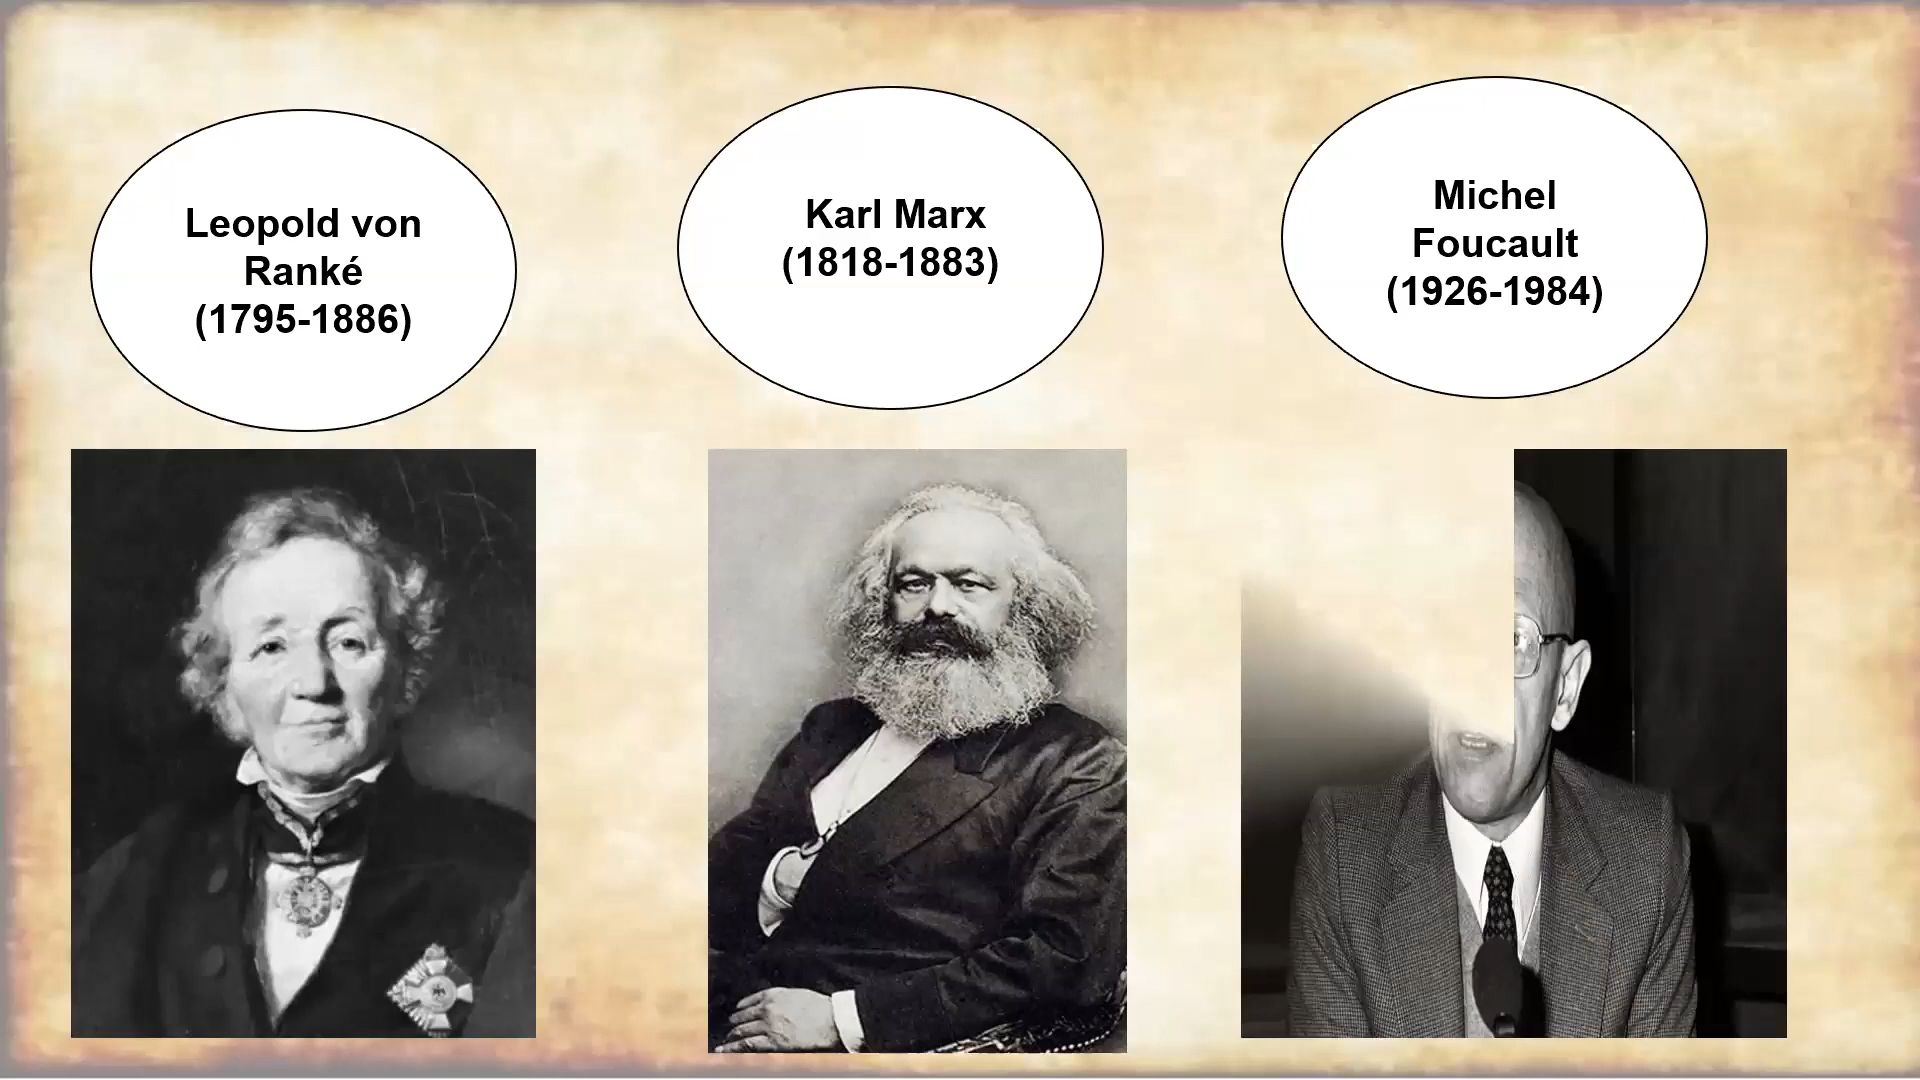 Leopold von
Ranké
(1795-1886)
Karl Marx
(1818-1883)
Michel
Foucault
(1926-1984)